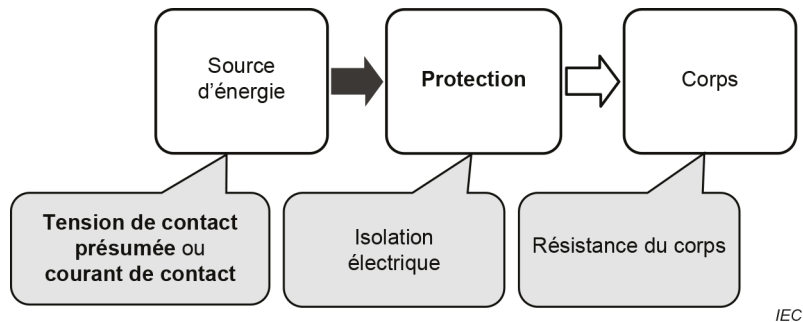 Source
d’énergie
Protection
Corps
Tension de contact
présumée ou
courant de contact
Isolation
électrique
Résistance du corps
IEC